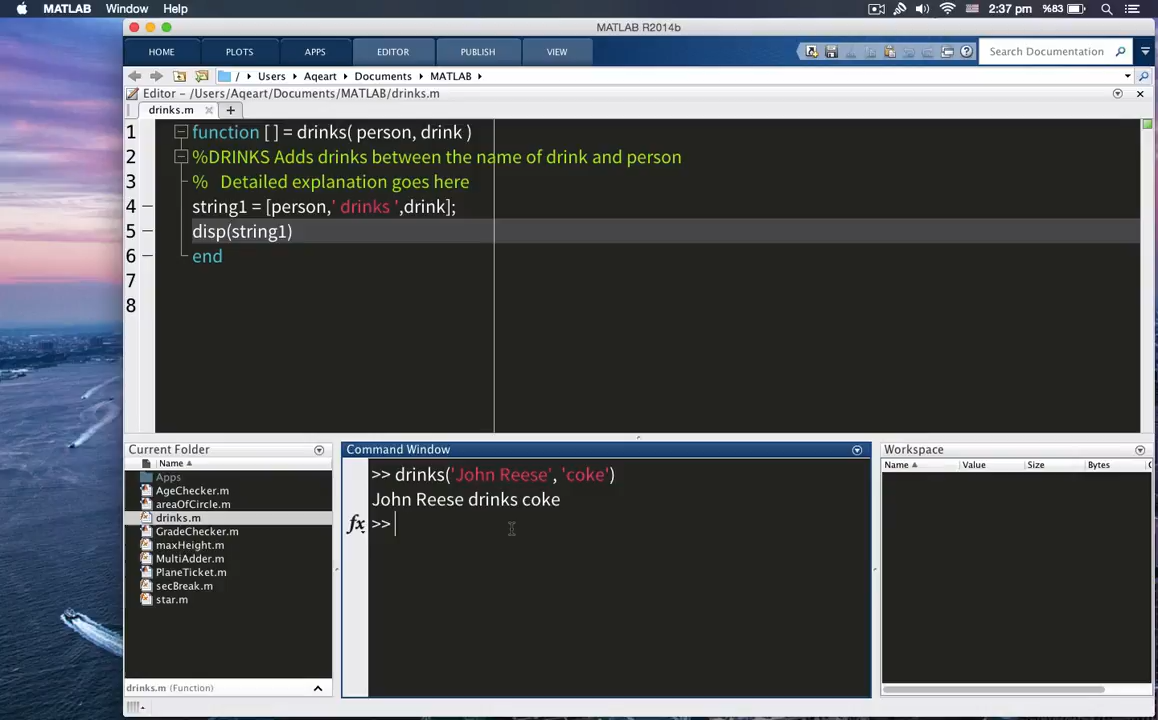 MATLAB Window Help 2:37 pm %83
MATLAB R2014b
HOME PLOTS APPS EDITOR PUBLISH VIEW Search Documentation
/ Users Aqeart Documents MATLAB
Editor - /Users/Aqeart/Documents/MATLAB/drinks.m
drinks.m
1 function [ ] = drinks( person, drink )
2 %DRINKS Adds drinks between the name of drink and person
3 % Detailed explanation goes here
4 string1 = [person,' drinks ',drink];
5 disp(string1)
6 end
7
8
Current Folder
Name
Apps
AgeChecker.m
areaOfCircle.m
drinks.m
GradeChecker.m
maxHeight.m
MultiAdder.m
PlaneTicket.m
secBreak.m
star.m
drinks.m (Function)
Command Window
>> drinks('John Reese', 'coke')
John Reese drinks coke
fx >>
Workspace
Name Value Size Bytes C